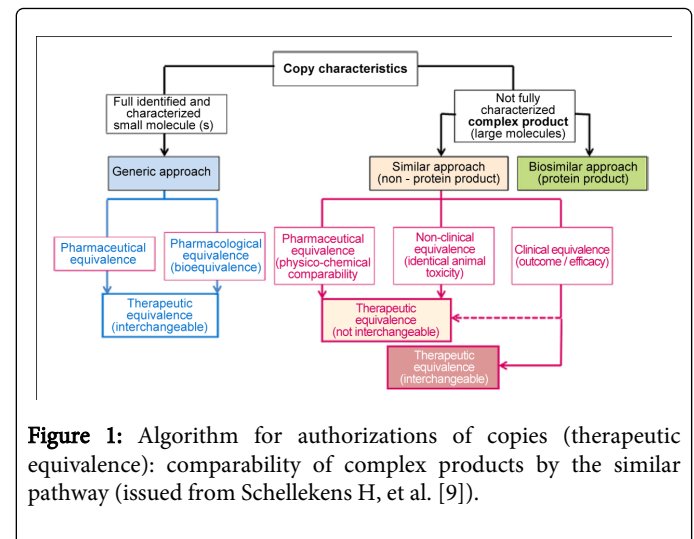 Copy characteristics
Full identified and
characterized
small molecule (s)
Not fully
characterized
complex product
(large molecules)
Generic approach
Similar approach
(non - protein product)
Biosimilar approach
(protein product)
Pharmaceutical
equivalence
Pharmacological
equivalence
(bioequivalence)
Pharmaceutical
equivalence
(physico-chemical
comparability
Non-clinical
equivalence
(identical animal
toxicity)
Clinical equivalence
(outcome / efficacy)
Therapeutic
equivalence
(interchangeable)
Therapeutic
equivalence
(not interchangeable)
Therapeutic
equivalence
(interchangeable)
Figure 1: Algorithm for authorizations of copies (therapeutic
equivalence): comparability of complex products by the similar
pathway (issued from Schellekens H, et al. [9]).